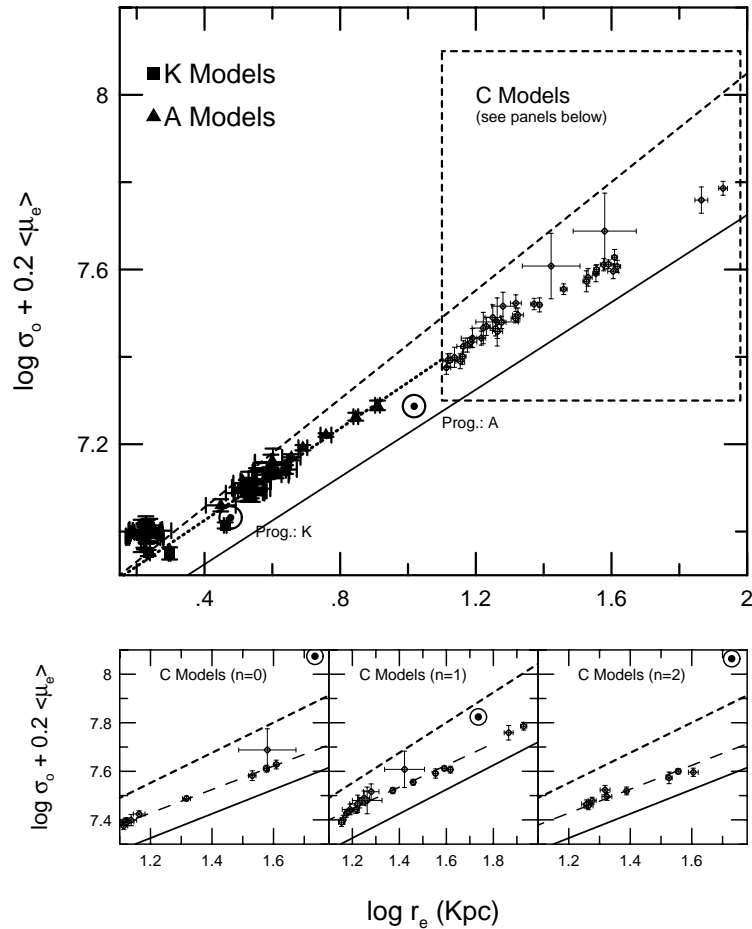 K Models
A Models
C Models
(see panels below)
Prog.: A
Prog.: K
log σo + 0.2 <μe>
8
7.6
7.2
.4 .8 1.2 1.6 2
C Models (n=0) C Models (n=1) C Models (n=2)
log σo + 0.2 <μe>
8
7.8
7.6
7.4
1.2 1.4 1.6 1.2 1.4 1.6 1.8 1.2 1.4 1.6
log re (Kpc)